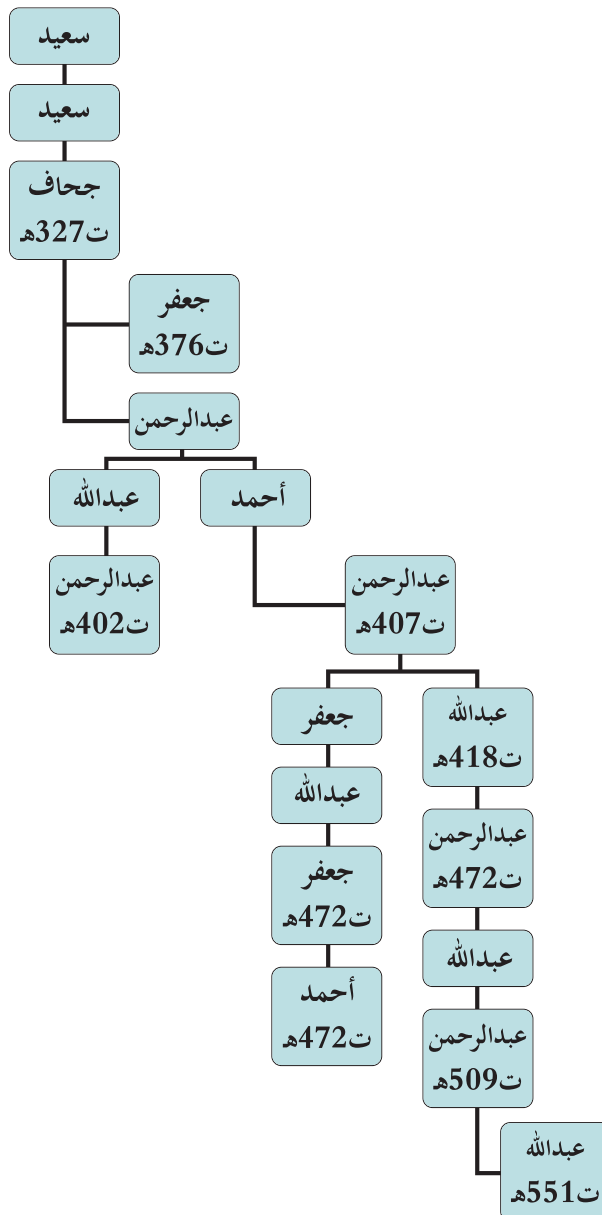 سعيد
سعيد
جحاف
ت327هـ
جعفر
ت376هـ
عبدالرحمن
عبدالله
أحمد
عبدالرحمن
ت402هـ
عبدالرحمن
ت407هـ
جعفر
عبدالله
ت418هـ
عبدالله
عبدالرحمن
ت472هـ
جعفر
ت472هـ
عبدالله
أحمد
ت472هـ
عبدالرحمن
ت509هـ
عبدالله
ت551هـ